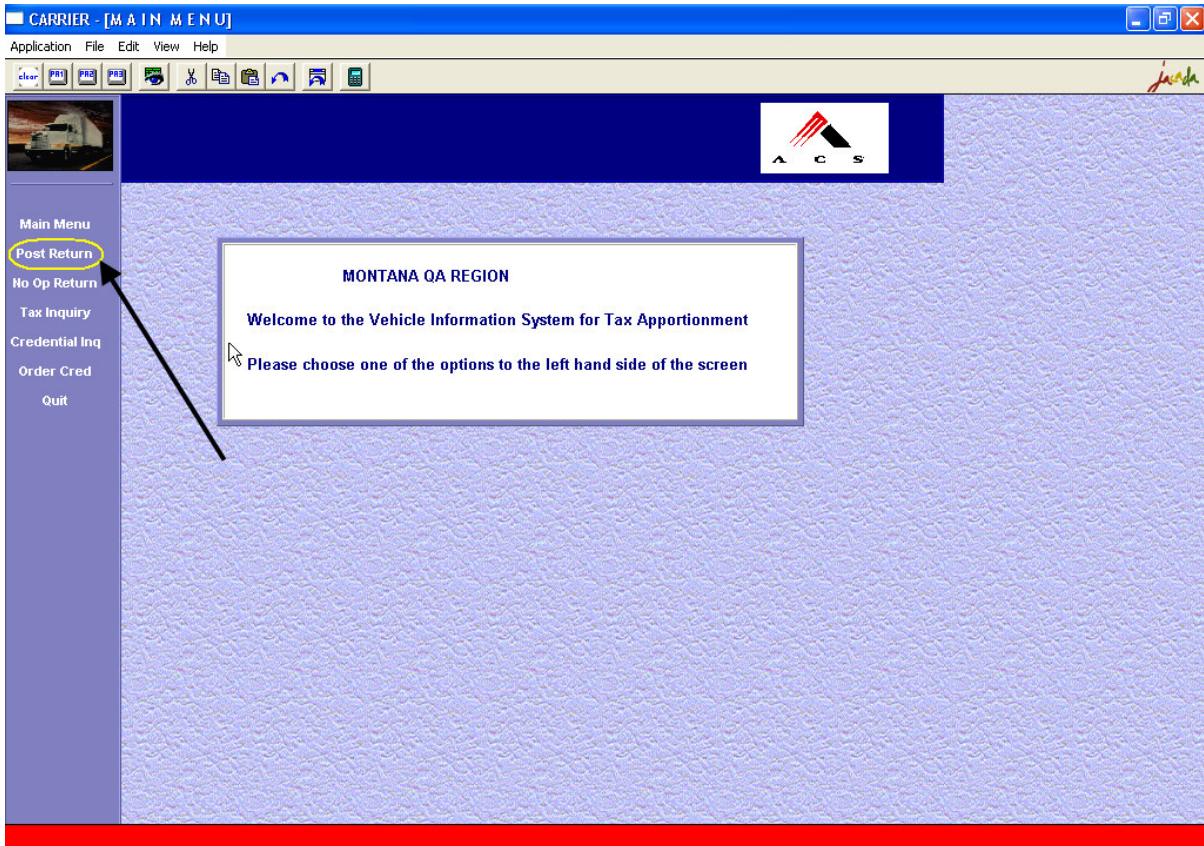 CARRIER - [M A I N  M E N U]
Application File Edit View Help
clear PA1 PA2 PA3
jacada
A C S
Main Menu
Post Return
No Op Return
Tax Inquiry
Credential Inq
Order Cred
Quit
MONTANA QA REGION
Welcome to the Vehicle Information System for Tax Apportionment
Please choose one of the options to the left hand side of the screen